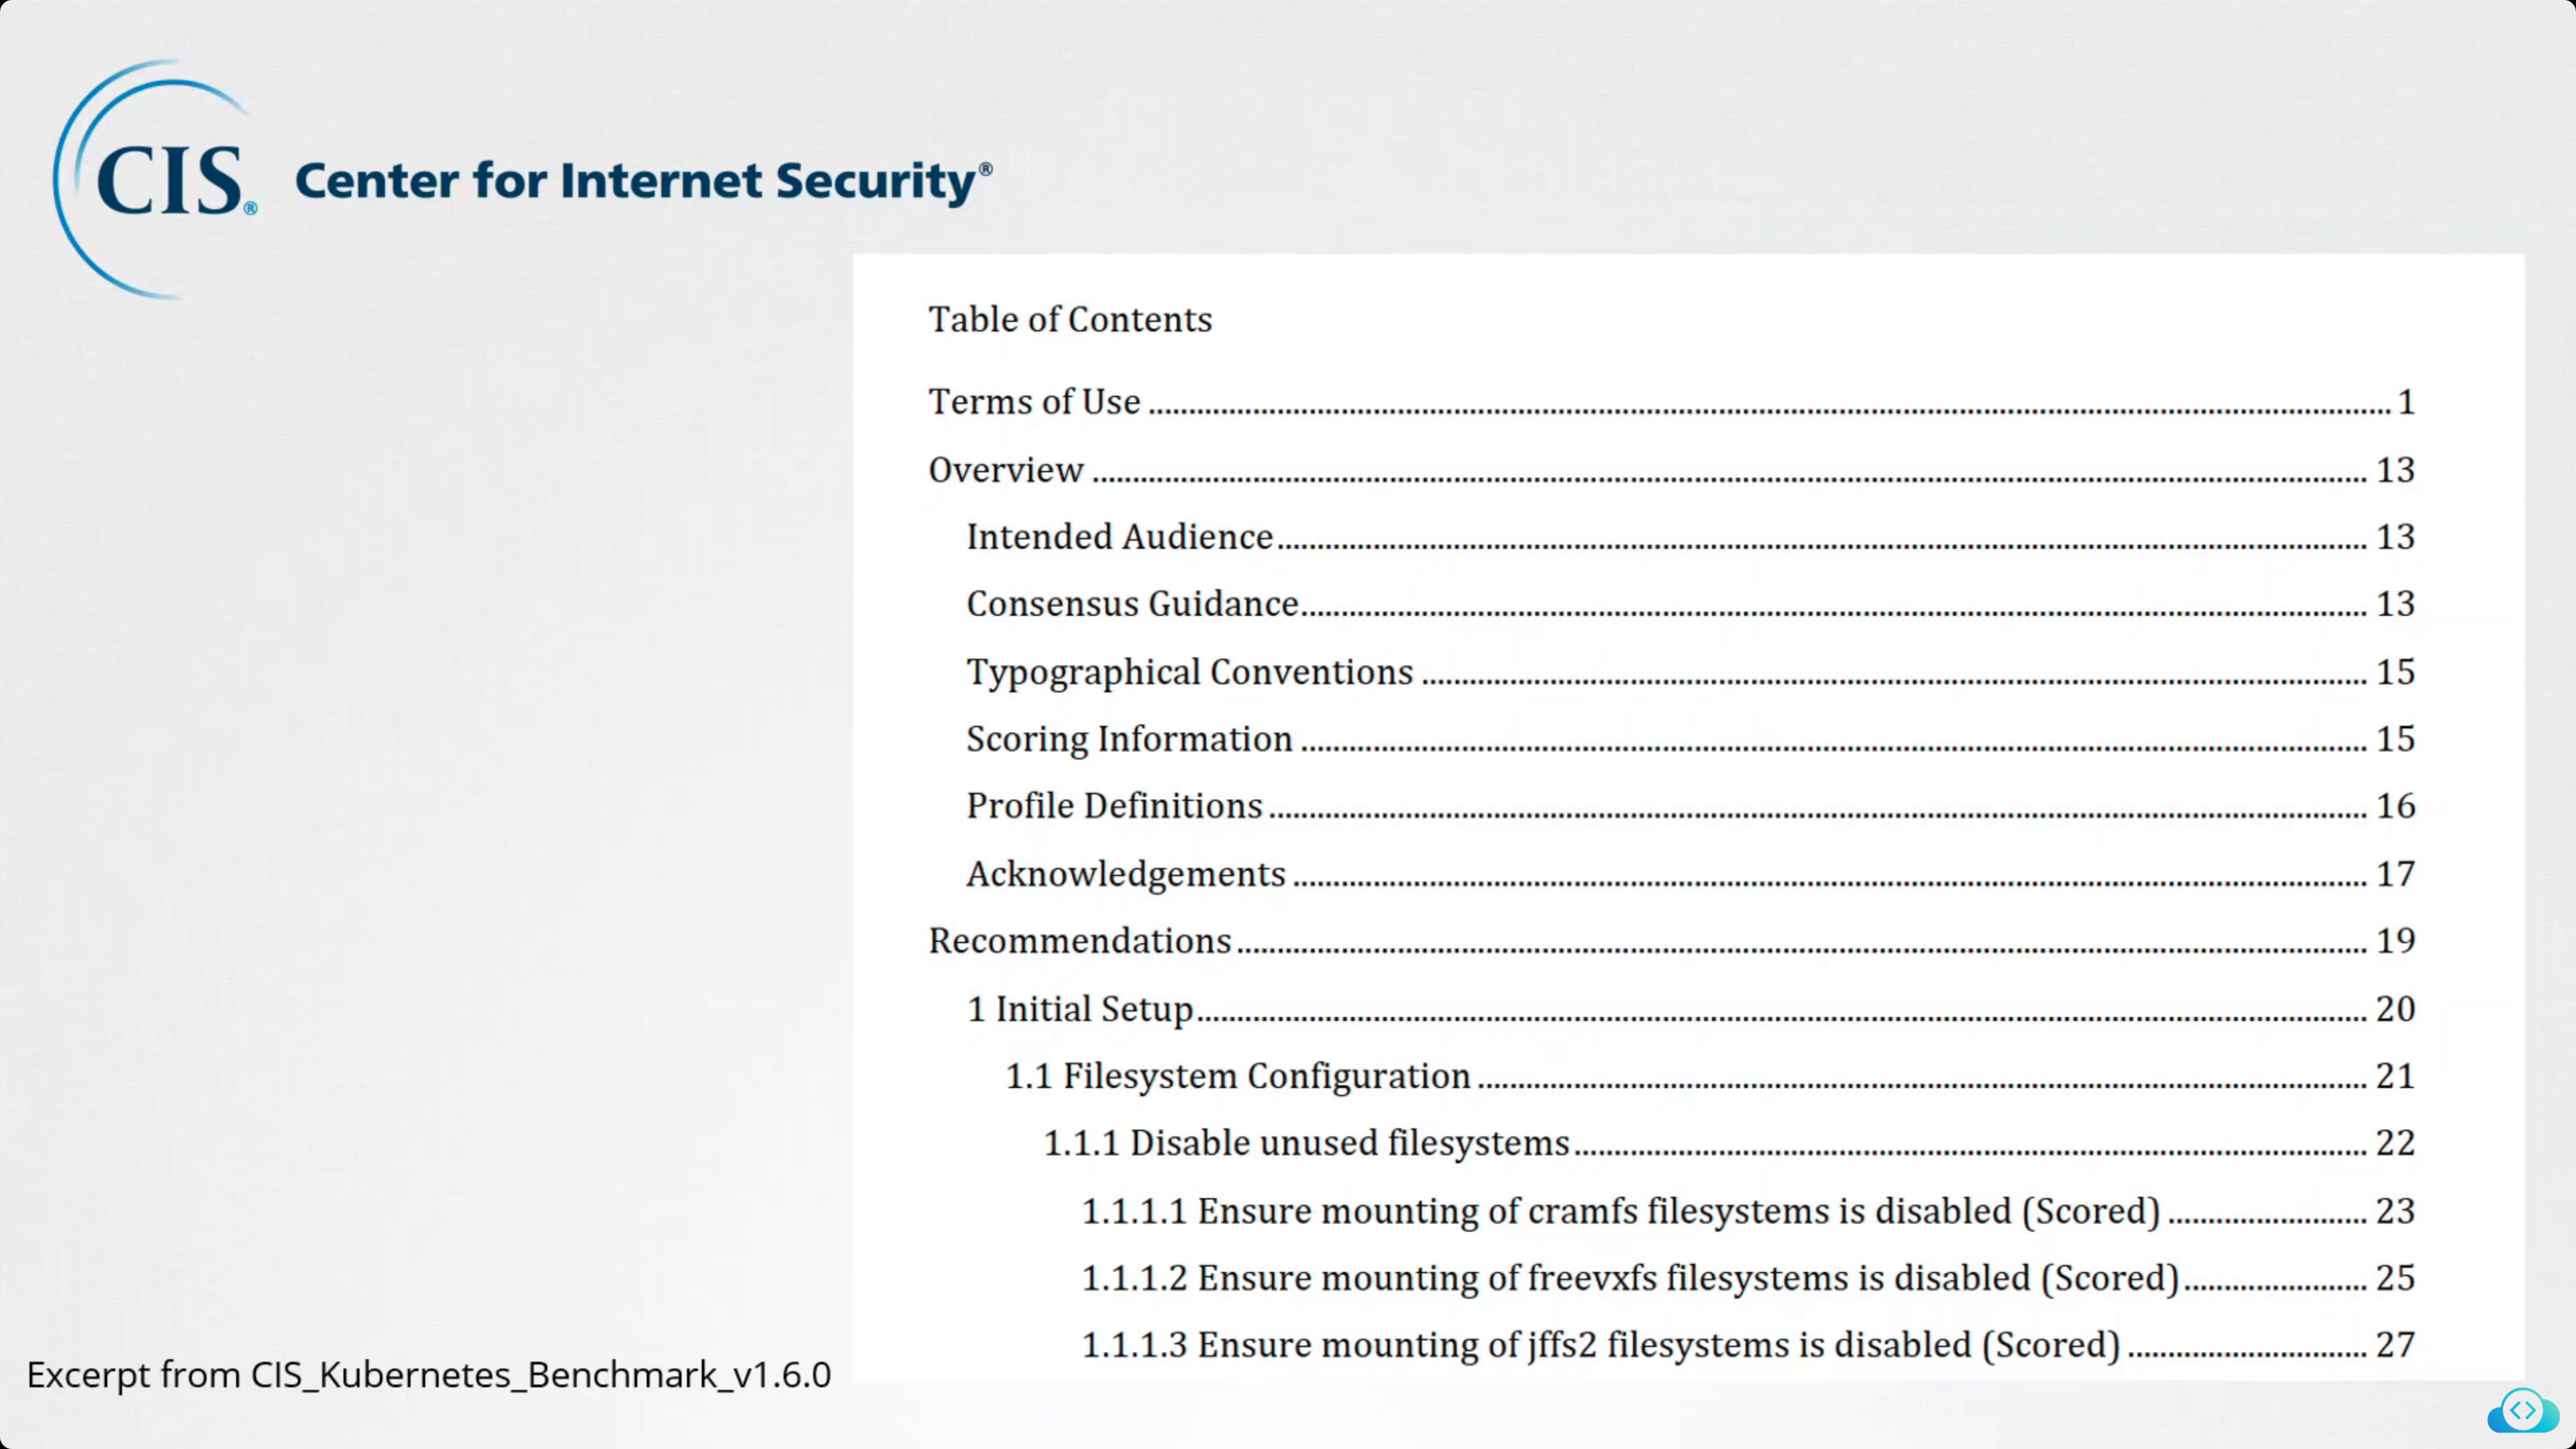 CIS® Center for Internet Security®
Table of Contents
Terms of Use ........................................................................ 1
Overview ........................................................................ 13
Intended Audience ........................................................................ 13
Consensus Guidance ........................................................................ 13
Typographical Conventions ........................................................................ 15
Scoring Information ........................................................................ 15
Profile Definitions ........................................................................ 16
Acknowledgements ........................................................................ 17
Recommendations ........................................................................ 19
1 Initial Setup ........................................................................ 20
1.1 Filesystem Configuration ........................................................................ 21
1.1.1 Disable unused filesystems ........................................................................ 22
1.1.1.1 Ensure mounting of cramfs filesystems is disabled (Scored) ........................ 23
1.1.1.2 Ensure mounting of freevxfs filesystems is disabled (Scored) ...................... 25
1.1.1.3 Ensure mounting of jffs2 filesystems is disabled (Scored) ............................ 27
Excerpt from CIS_Kubernetes_Benchmark_v1.6.0